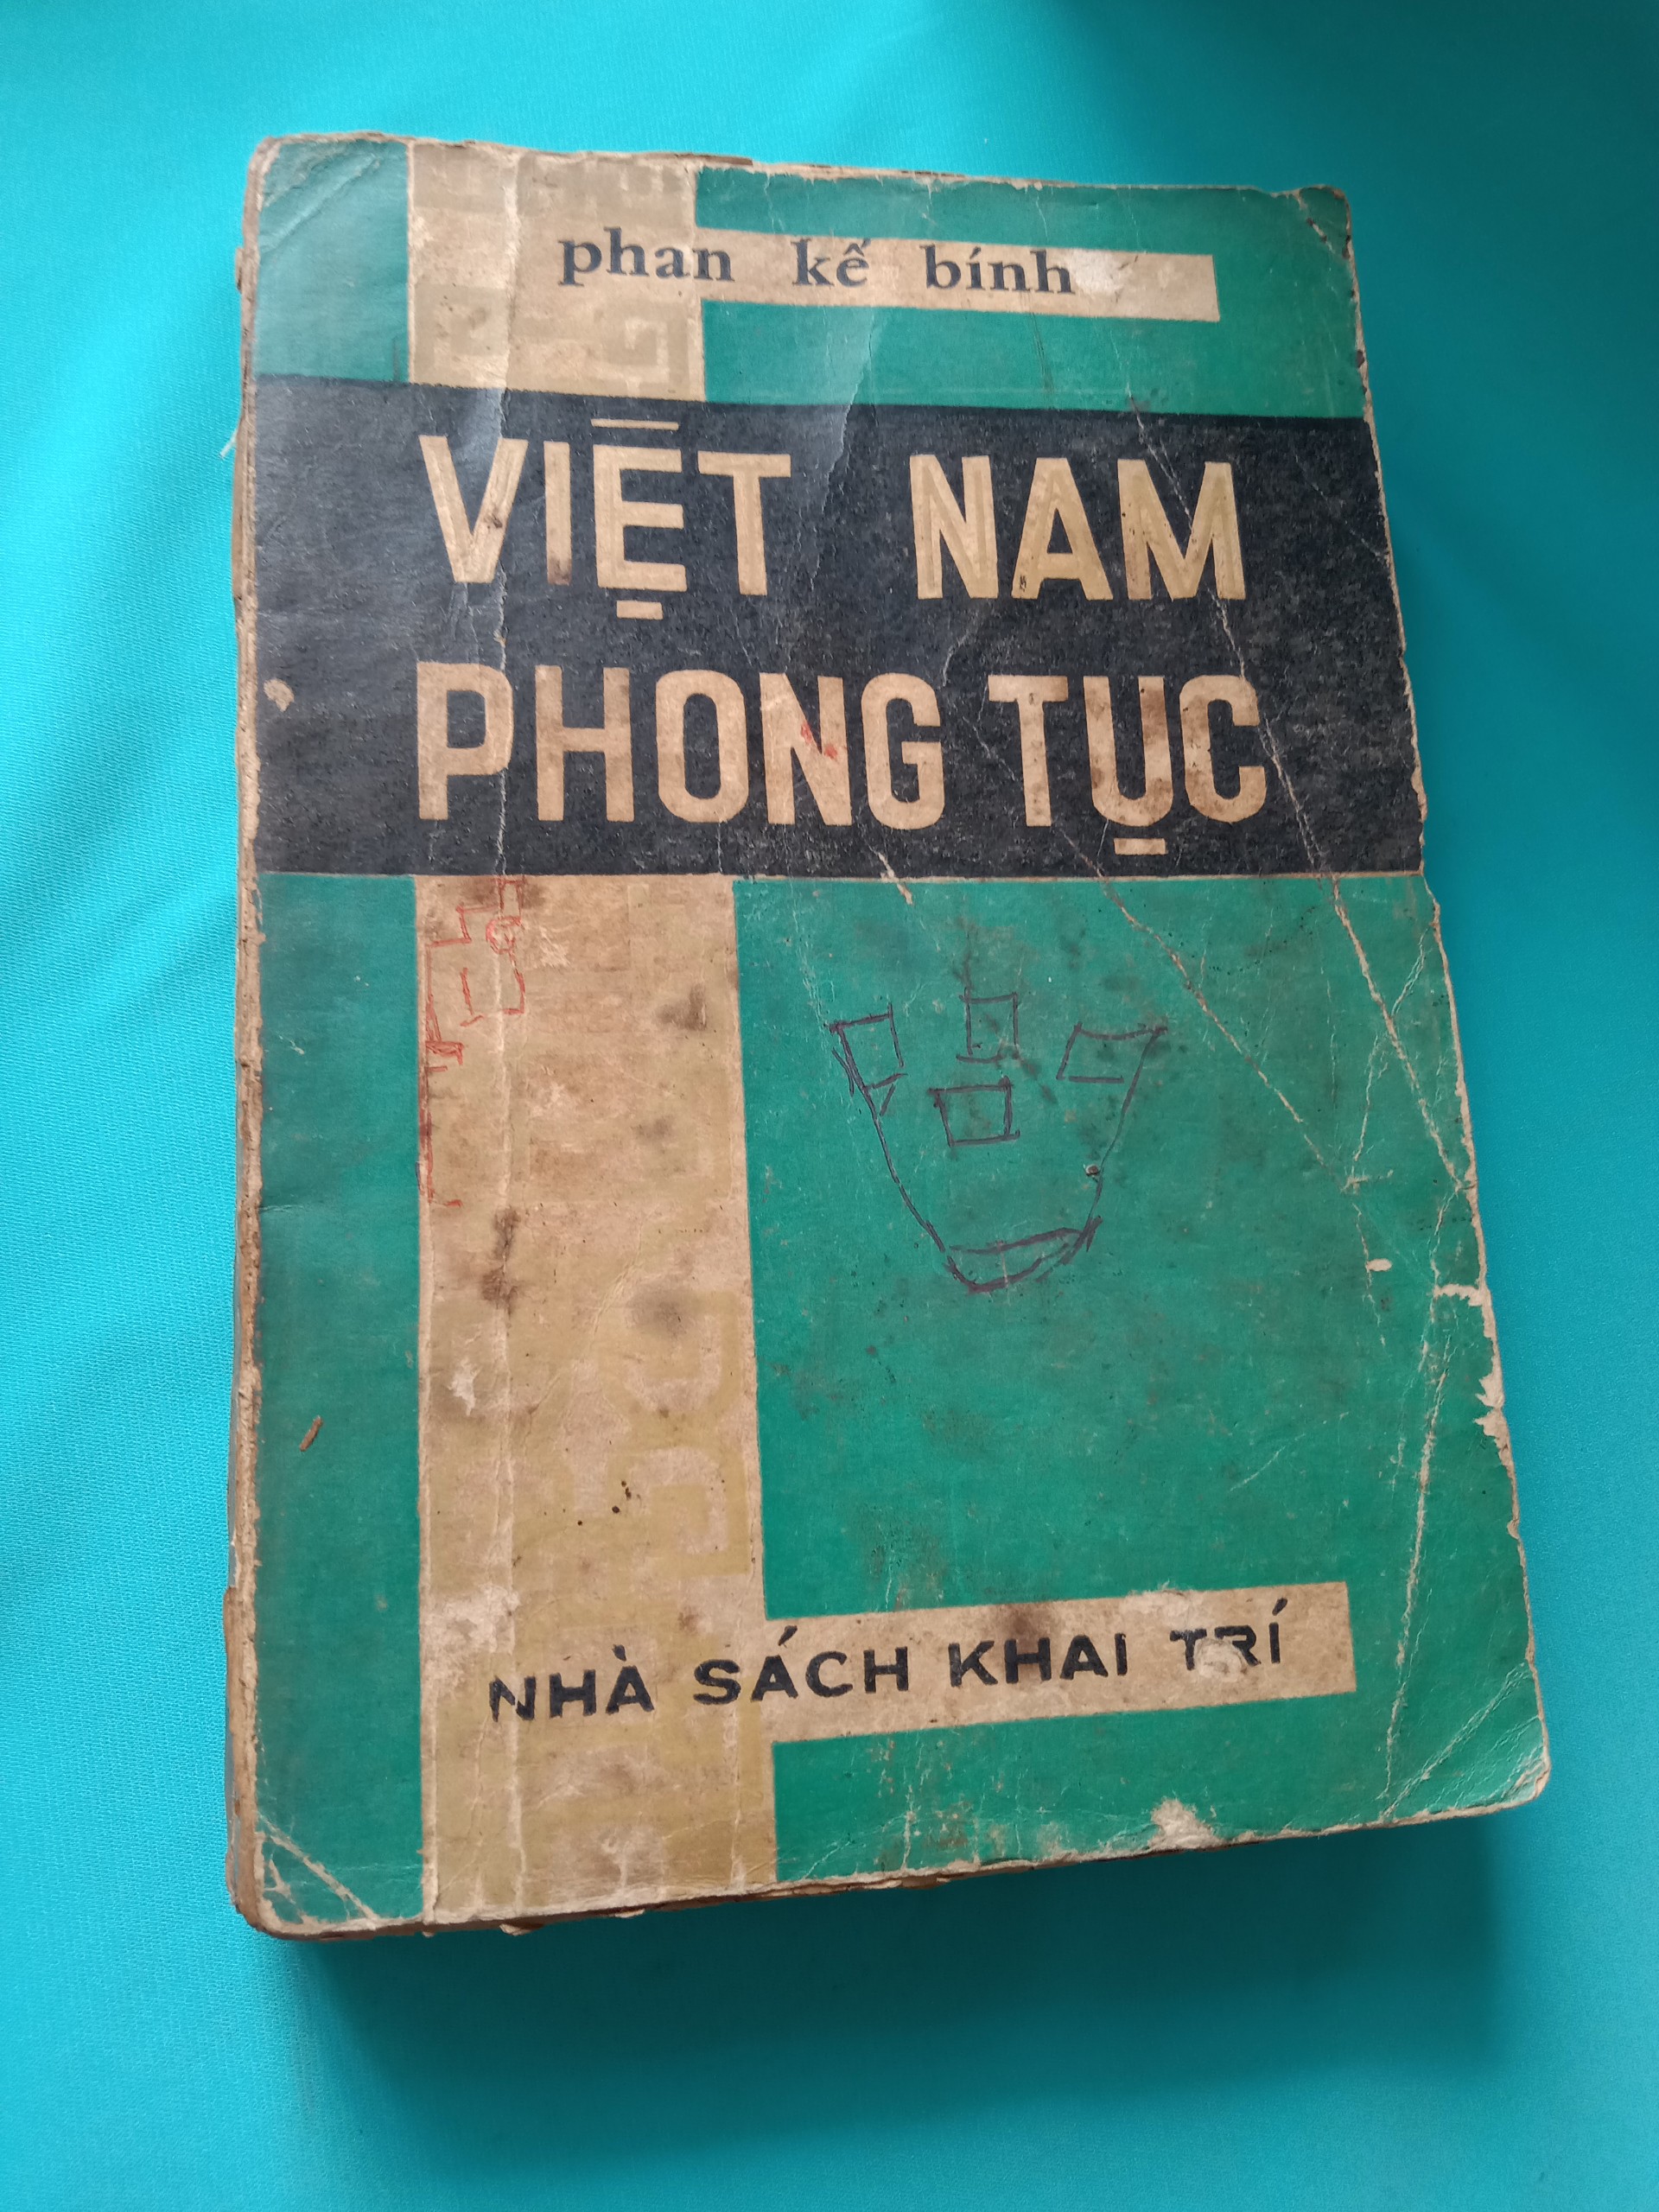 phan kế bính
VIỆT NAM
PHONG TỤC
NHÀ SÁCH KHAI TRÍ